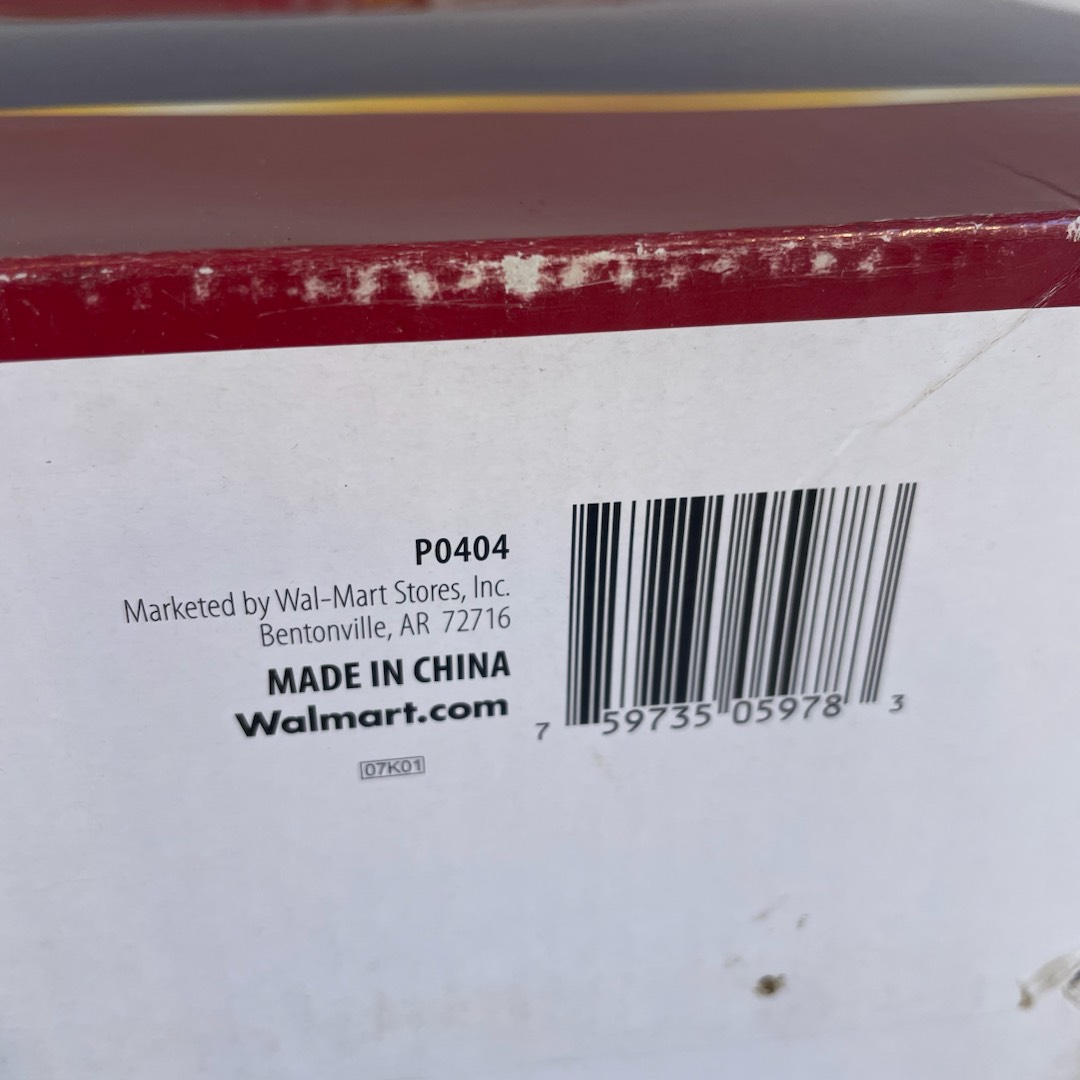 P0404
Marketed by Wal-Mart Stores, Inc.
Bentonville, AR 72716
MADE IN CHINA
Walmart.com
07K01
7 59735 05978 3